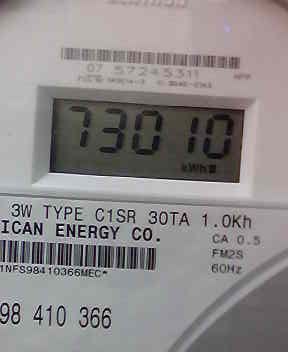 07 57245311
73010
kWh
3W TYPE C1SR 30TA 1.0Kh
ICAN ENERGY CO.
CA 0.5
FM2S
60Hz
1NFS98410366MEC*
98 410 366